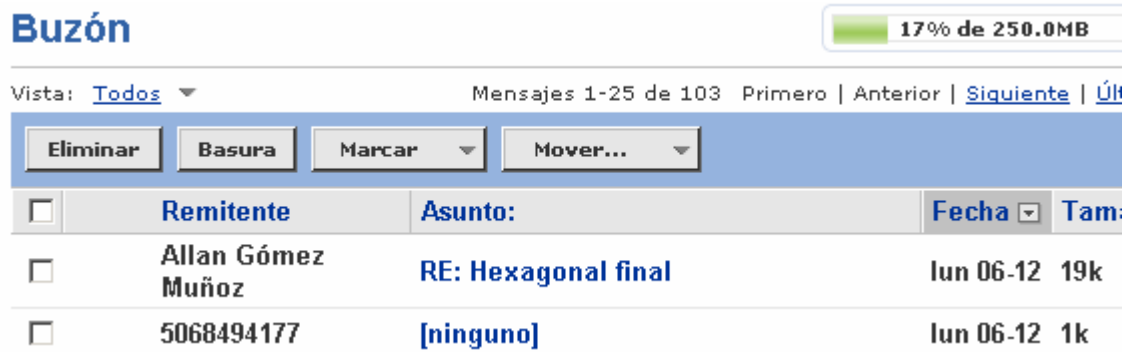 Buzón
17% de 250.0MB
Vista: Todos Mensajes 1-25 de 103 Primero | Anterior | Siguiente |
Eliminar Basura Marcar Mover...
Remitente Asunto: Fecha
Allan Gómez Muñoz RE: Hexagonal final lun 06-12 19k
5068494177 [ninguno] lun 06-12 1k